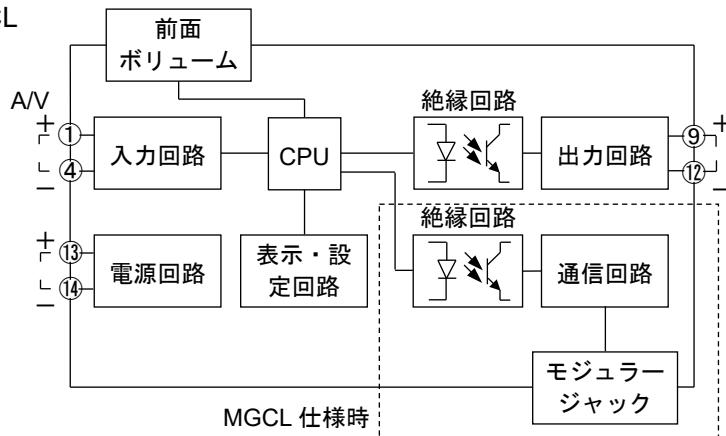 CL
前面
ボリューム
A/V
+
①
④
−
入力回路
CPU
絶縁回路
出力回路
⑨
⑫
+
−
+
⑬
⑭
−
電源回路
表示・設
定回路
絶縁回路
通信回路
モジュラー
ジャック
MGCL 仕様時